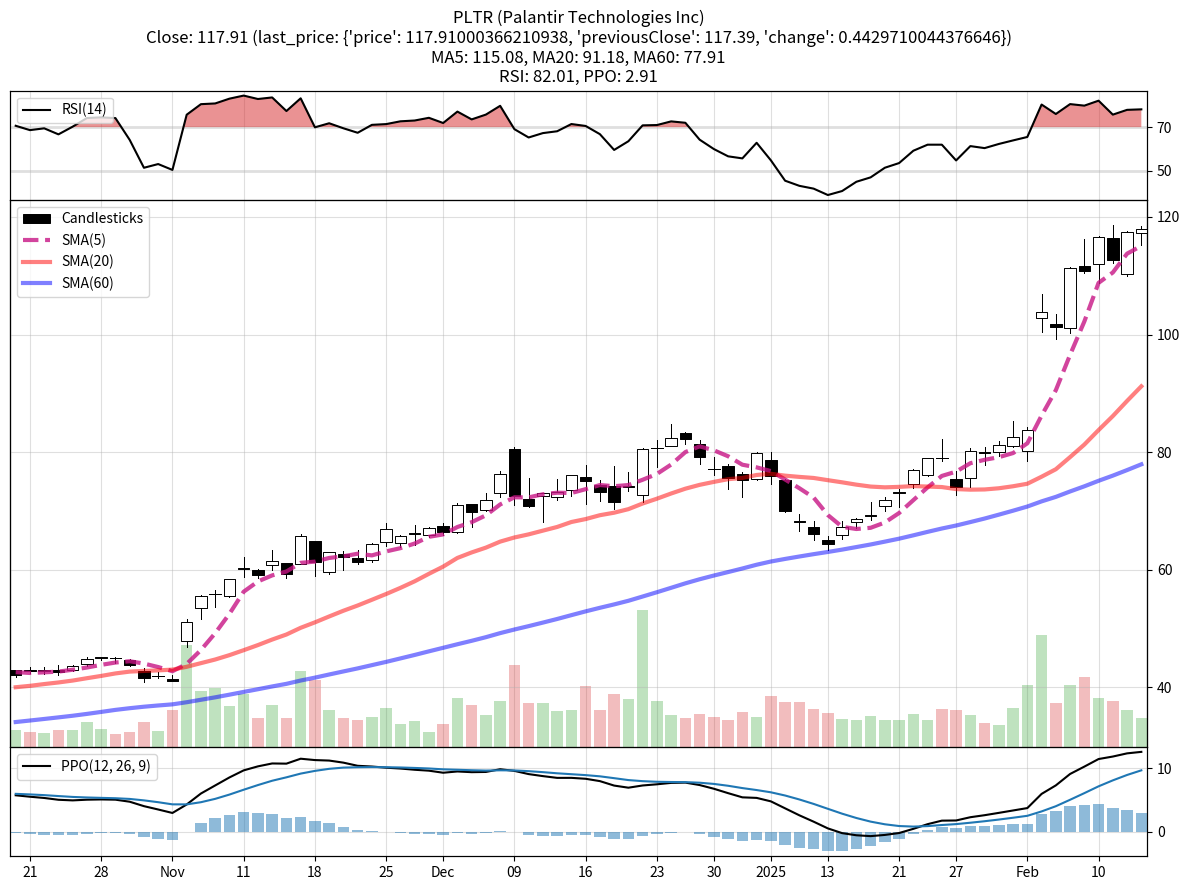 PLTR (Palantir Technologies Inc)
Close: 117.91 (last_price: {'price': 117.91000366210938, 'previousClose': 117.39, 'change': 0.4429710044376646})
MA5: 115.08, MA20: 91.18, MA60: 77.91
RSI: 82.01, PPO: 2.91
RSI(14)
70
50
Candlesticks
SMA(5)
SMA(20)
SMA(60)
120
100
80
60
40
PPO(12, 26, 9)
10
0
21 28 Nov 11 18 25 Dec 09 16 23 30 2025 13 21 27 Feb 10